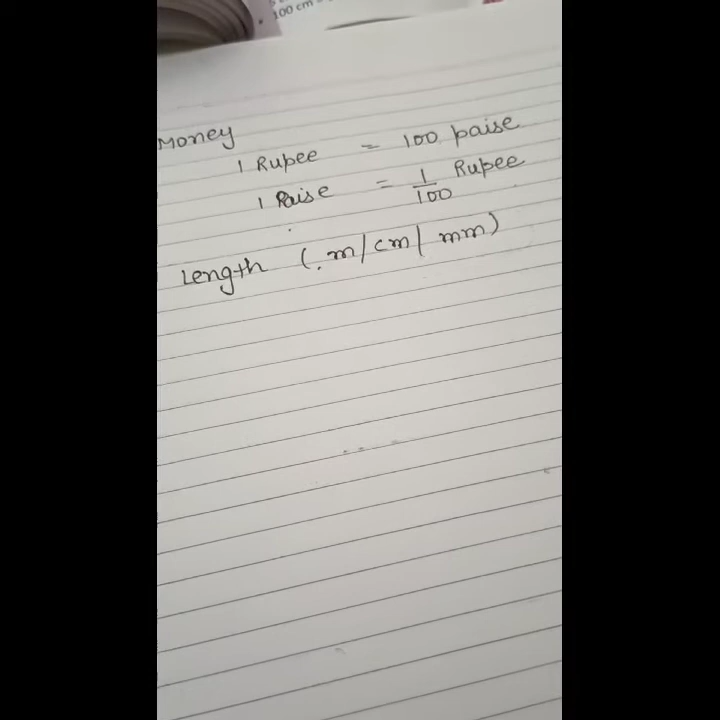 100 cm
Money
1 Rupee = 100 paise
1 Paise = 1/100 Rupee
Length (.m/cm/ mm)